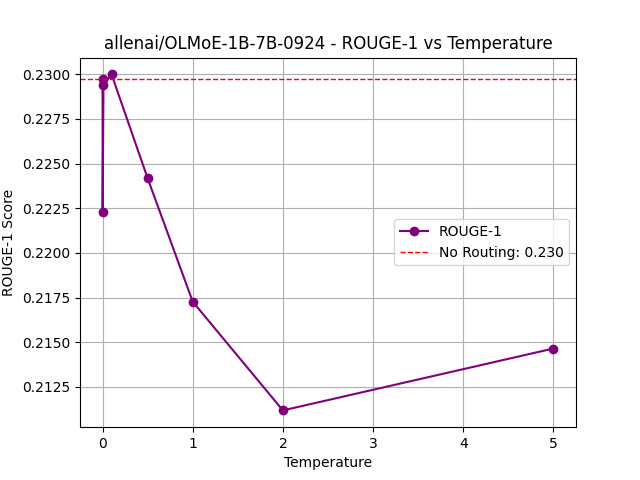 allenai/OLMoE-1B-7B-0924 - ROUGE-1 vs Temperature
ROUGE-1 Score
0.2300
0.2275
0.2250
0.2225
0.2200
0.2175
0.2150
0.2125
ROUGE-1
No Routing: 0.230
0 1 2 3 4 5
Temperature